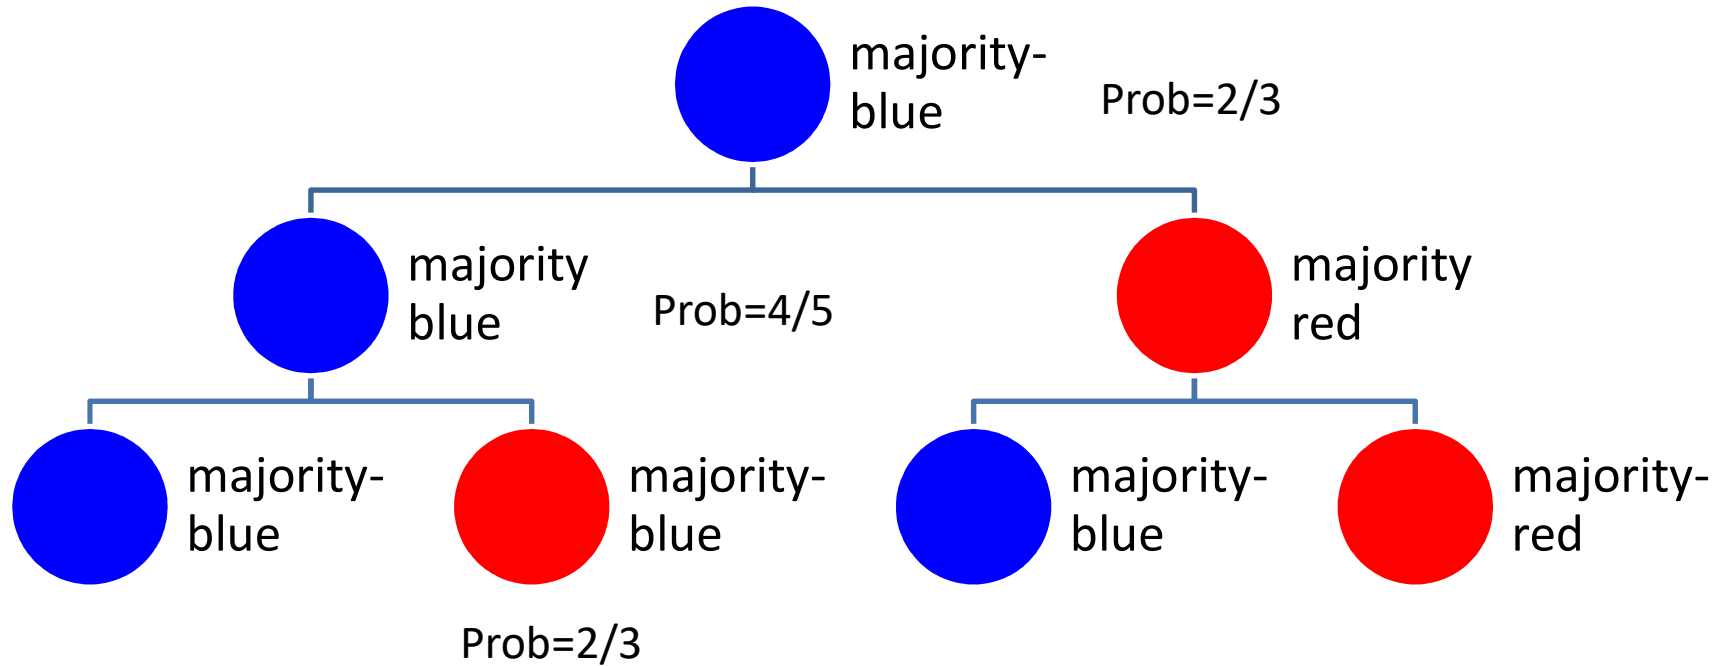 majority-
blue
Prob=2/3
majority
blue
Prob=4/5
majority
red
majority-
blue
majority-
blue
majority-
blue
majority-
red
Prob=2/3